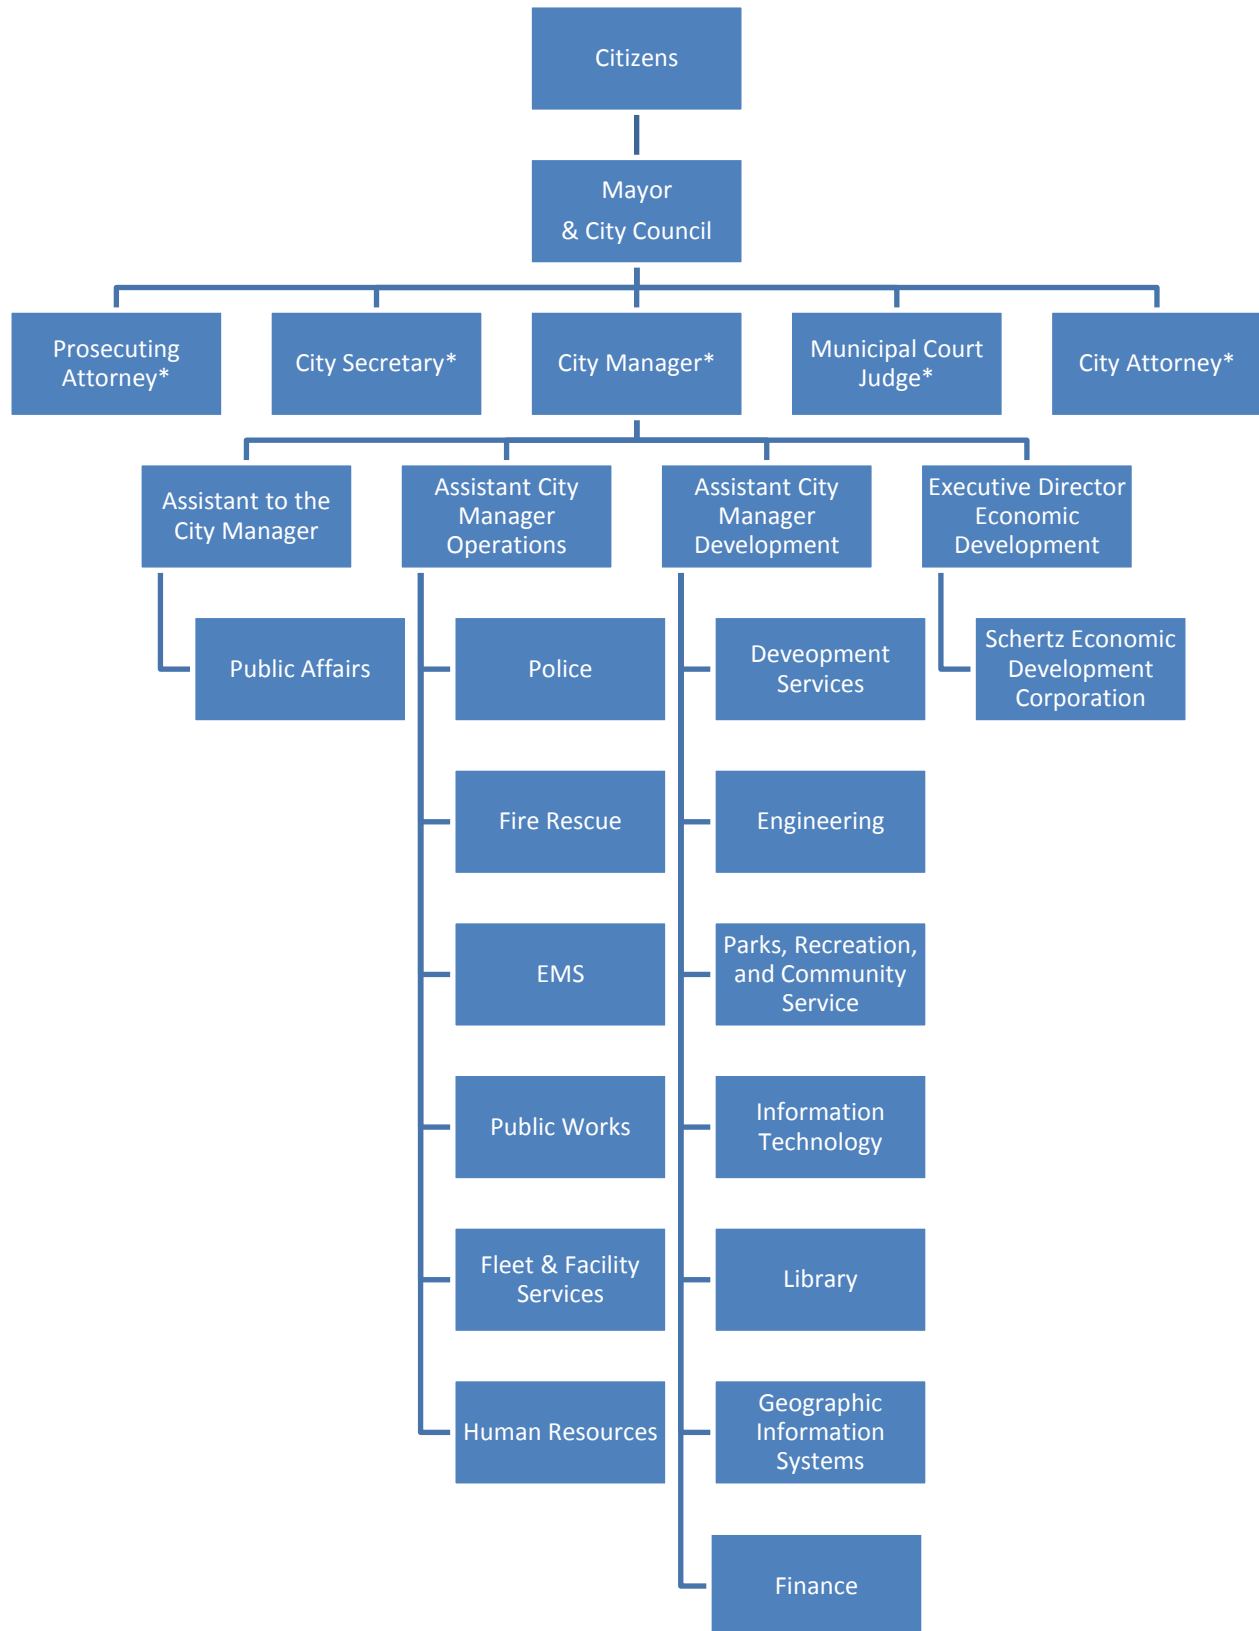 Citizens
Mayor
& City Council
Prosecuting
Attorney*
City Secretary*
City Manager*
Municipal Court
Judge*
City Attorney*
Assistant to the
City Manager
Assistant City
Manager
Operations
Assistant City
Manager
Development
Executive Director
Economic
Development
Public Affairs
Police
Deveopment
Services
Schertz Economic
Development
Corporation
Fire Rescue
Engineering
EMS
Parks, Recreation,
and Community
Service
Public Works
Information
Technology
Fleet & Facility
Services
Library
Human Resources
Geographic
Information
Systems
Finance